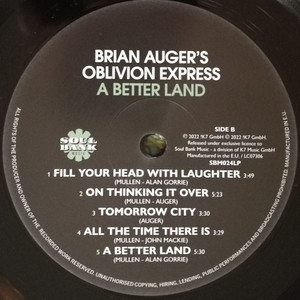 BRIAN AUGER'S
OBLIVION EXPRESS
A BETTER LAND
SIDE B
℗ 2022 !K7 GmbH. © 2022 !K7 GmbH.
Released under exclusive licence to
Soul Bank Music - a division of K7 Music GmbH.
Manufactured in the E.U. / LC07306
SBM024LP
SOUL
BANK
1 FILL YOUR HEAD WITH LAUGHTER 3:49
(MULLEN - ALAN GORRIE)
2 ON THINKING IT OVER 5:23
(MULLEN - AUGER)
3 TOMORROW CITY 3:30
(AUGER)
4 ALL THE TIME THERE IS 3:29
(MULLEN - JOHN MACKIE)
5 A BETTER LAND 5:30
(MULLEN - ALAN GORRIE)
ALL RIGHTS OF THE PRODUCER AND OWNER OF THE RECORDED WORK RESERVED. UNAUTHORISED COPYING, HIRING, LENDING, PUBLIC PERFORMANCES AND BROADCASTING PROHIBITED. MANUFACTURED IN E.U.